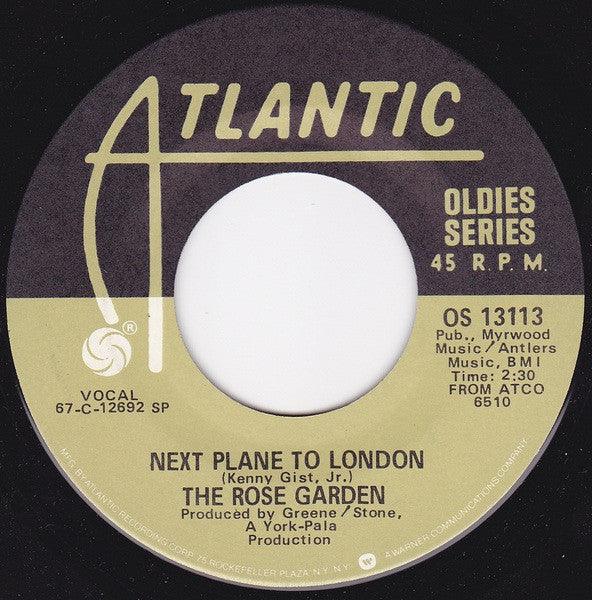 ATLANTIC
OLDIES
SERIES
45 R.P.M.
®
VOCAL
67-C-12692 SP
OS 13113
Pub., Myrwood
Music/Antlers
Music, BMI
Time: 2:30
FROM ATCO
6510
NEXT PLANE TO LONDON
(Kenny Gist, Jr.)
THE ROSE GARDEN
Produced by Greene/Stone,
A York-Pala
Production
MFG. BY ATLANTIC RECORDING CORP. 75 ROCKEFELLER PLAZA, N.Y. N.Y. A WARNER COMMUNICATIONS COMPANY